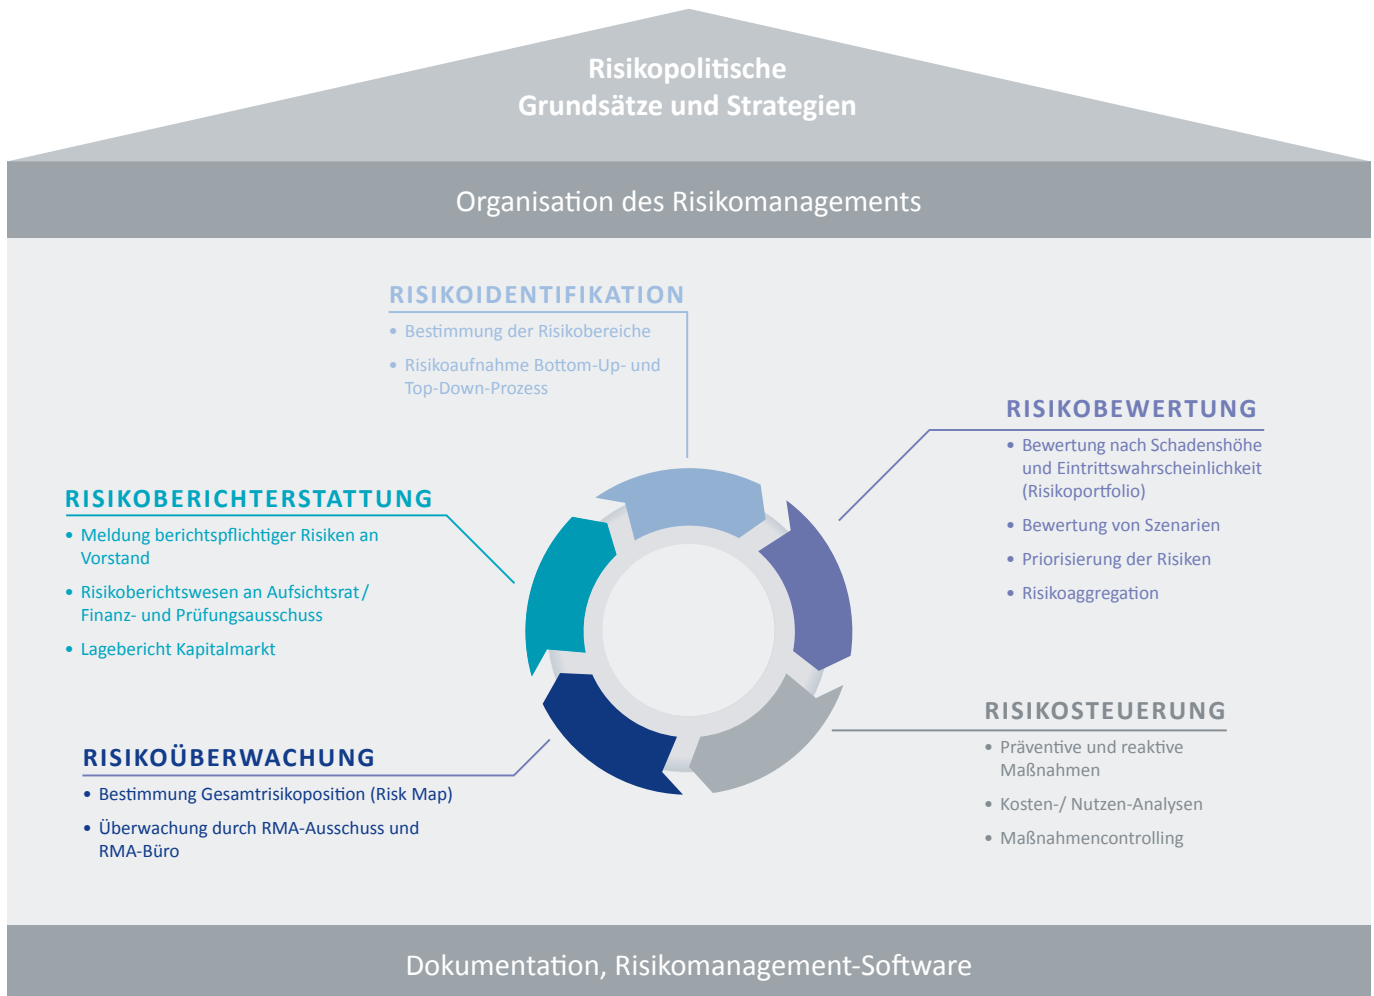 Risikopolitische
Grundsätze und Strategien
Organisation des Risikomanagements
RISIKOIDENTIFIKATION
• Bestimmung der Risikobereiche
• Risikoaufnahme Bottom-Up- und
Top-Down-Prozess
RISIKOBEWERTUNG
• Bewertung nach Schadenshöhe
und Eintrittswahrscheinlichkeit
(Risikoportfolio)
• Bewertung von Szenarien
• Priorisierung der Risiken
• Risikoaggregation
RISIKOSTEUERUNG
• Präventive und reaktive
Maßnahmen
• Kosten-/ Nutzen-Analysen
• Maßnahmencontrolling
RISIKOÜBERWACHUNG
• Bestimmung Gesamtrisikoposition (Risk Map)
• Überwachung durch RMA-Ausschuss und
RMA-Büro
RISIKOBERICHTERSTATTUNG
• Meldung berichtspflichtiger Risiken an
Vorstand
• Risikoberichtswesen an Aufsichtsrat /
Finanz- und Prüfungsausschuss
• Lagebericht Kapitalmarkt
Dokumentation, Risikomanagement-Software